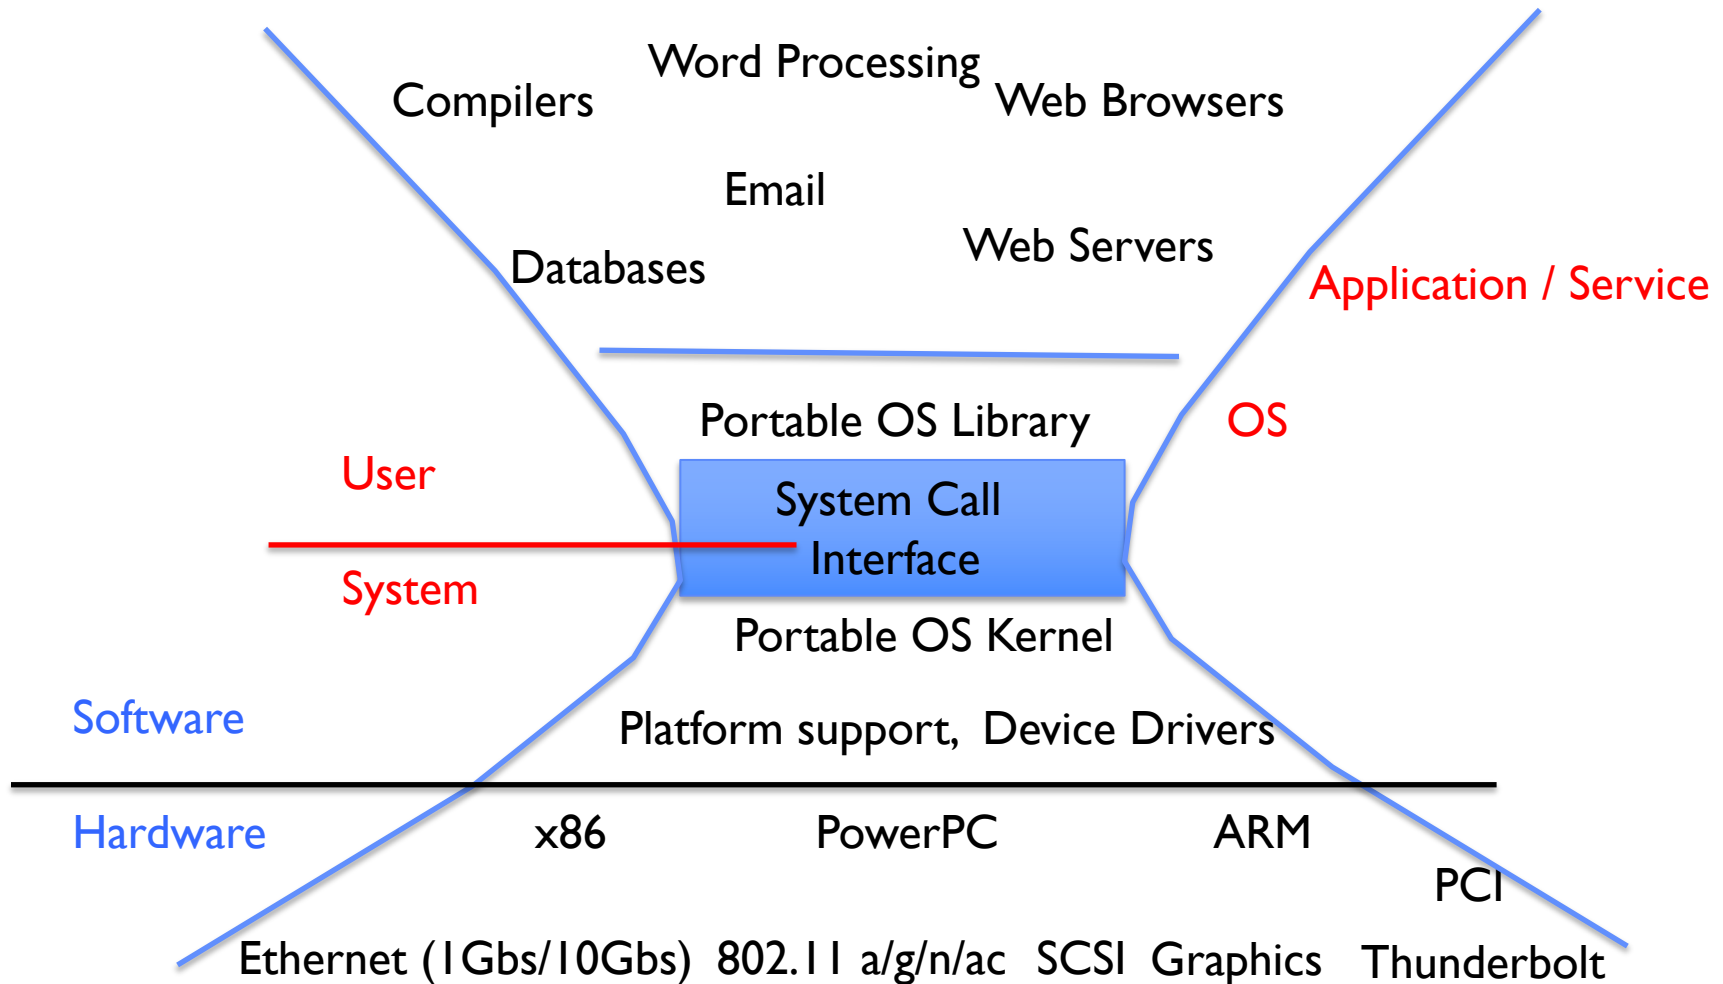 Word Processing
Compilers
Web Browsers
Email
Web Servers
Databases
Application / Service
Portable OS Library
OS
User
System Call
Interface
System
Portable OS Kernel
Software
Platform support, Device Drivers
Hardware
x86
PowerPC
ARM
PCI
Ethernet (1Gbs/10Gbs)
802.11 a/g/n/ac
SCSI
Graphics
Thunderbolt